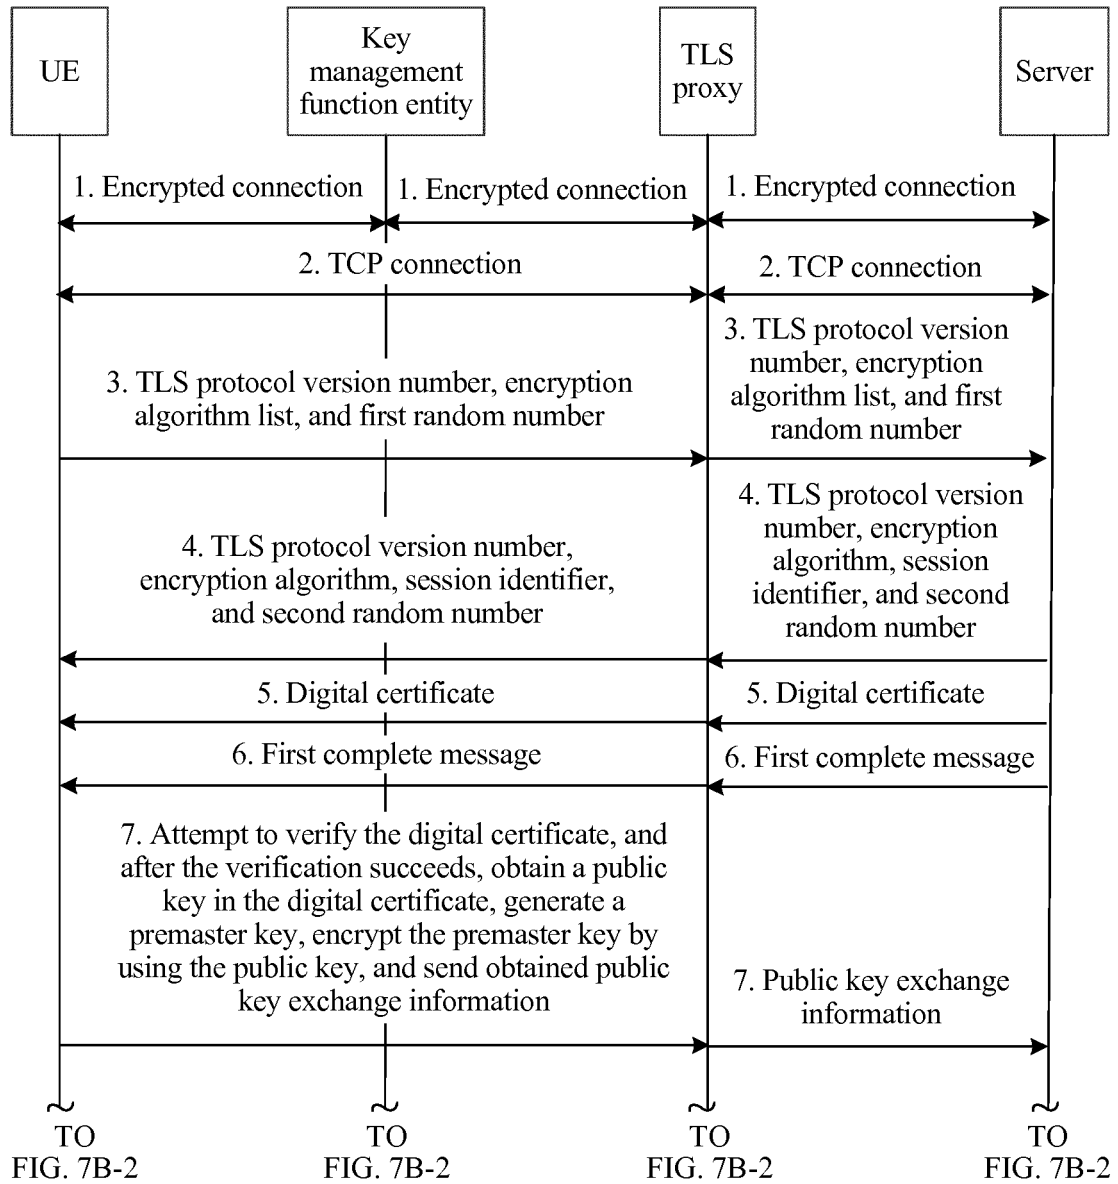 UE
Key
management
function entity
TLS
proxy
Server
1. Encrypted connection
1. Encrypted connection
1. Encrypted connection
2. TCP connection
2. TCP connection
3. TLS protocol version number, encryption
algorithm list, and first random number
3. TLS protocol version
number, encryption
algorithm list, and first
random number
4. TLS protocol version number,
encryption algorithm, session identifier,
and second random number
4. TLS protocol version
number, encryption
algorithm, session
identifier, and second
random number
5. Digital certificate
5. Digital certificate
6. First complete message
6. First complete message
7. Attempt to verify the digital certificate, and
after the verification succeeds, obtain a public
key in the digital certificate, generate a
premaster key, encrypt the premaster key by
using the public key, and send obtained public
key exchange information
7. Public key exchange
information
TO
FIG. 7B-2
TO
FIG. 7B-2
TO
FIG. 7B-2
TO
FIG. 7B-2